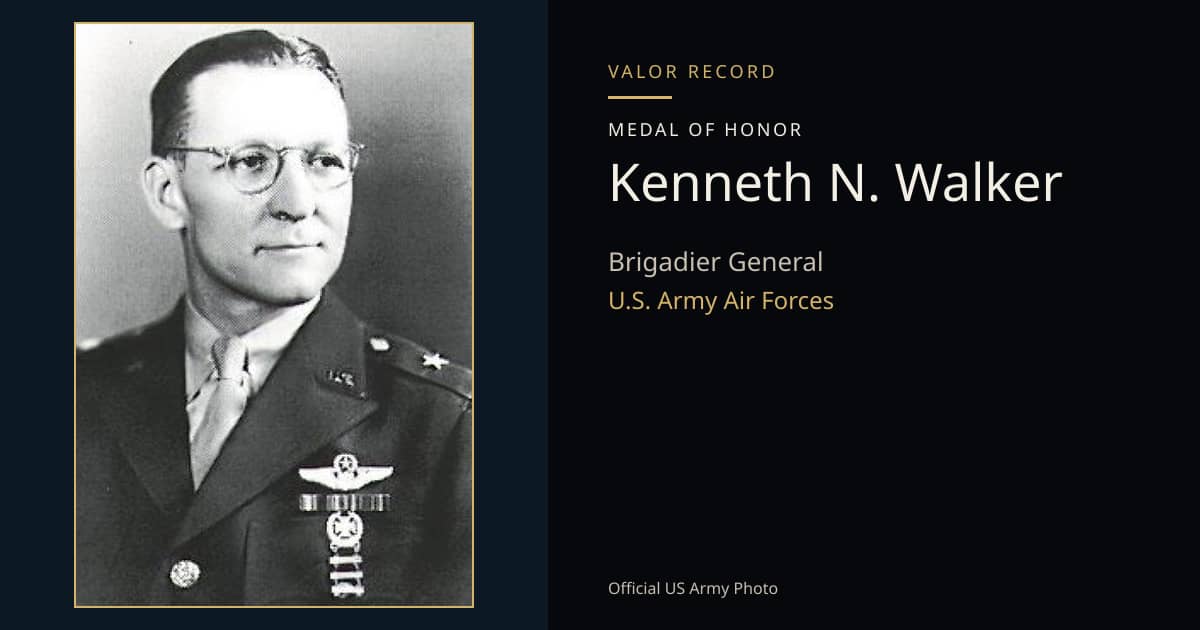 VALOR RECORD
MEDAL OF HONOR
Kenneth N. Walker
Brigadier General
U.S. Army Air Forces
Official US Army Photo